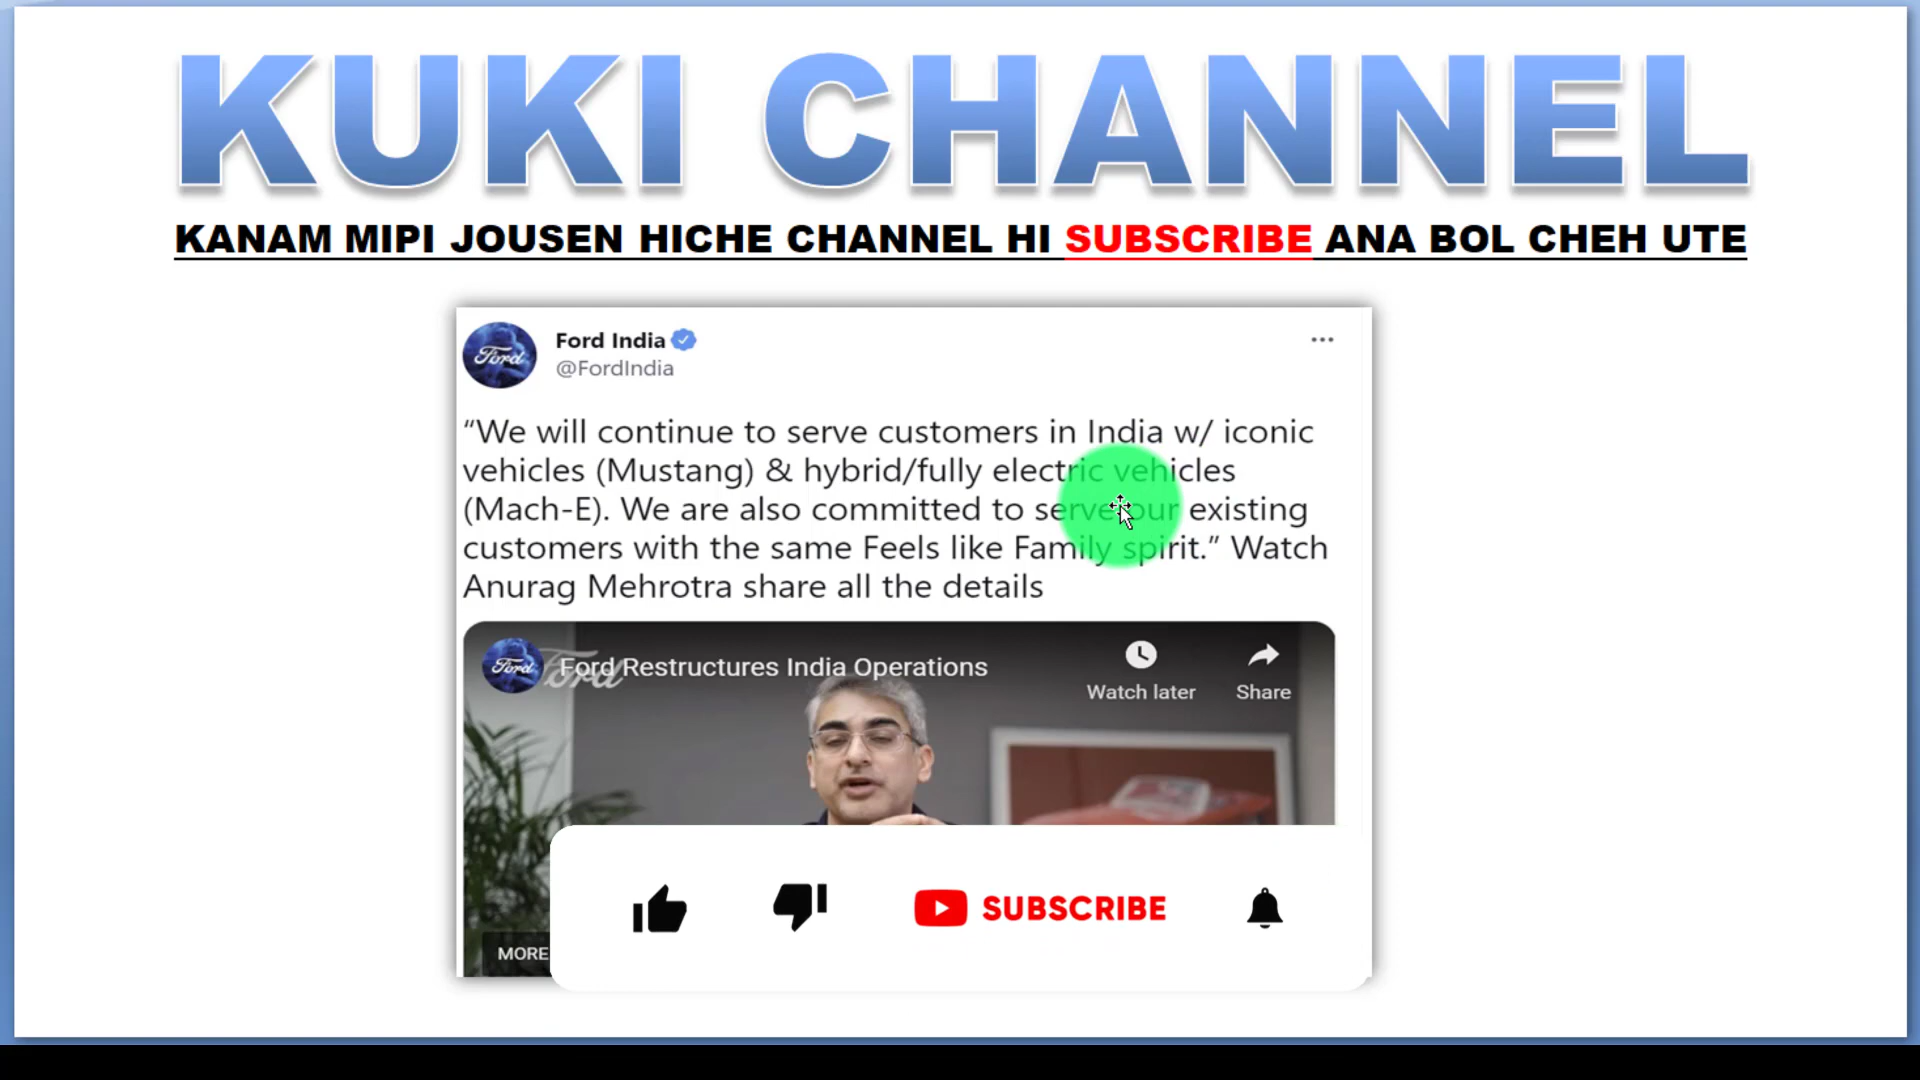 KUKI CHANNEL
KANAM MIPI JOUSEN HICHE CHANNEL HI SUBSCRIBE ANA BOL CHEH UTE
Ford
Ford India
@FordIndia
“We will continue to serve customers in India w/ iconic
vehicles (Mustang) & hybrid/fully electric vehicles
(Mach-E). We are also committed to serve our existing
customers with the same Feels like Family spirit.” Watch
Anurag Mehrotra share all the details
Ford
Ford
Ford Restructures India Operations
Watch later
Share
MORE
SUBSCRIBE